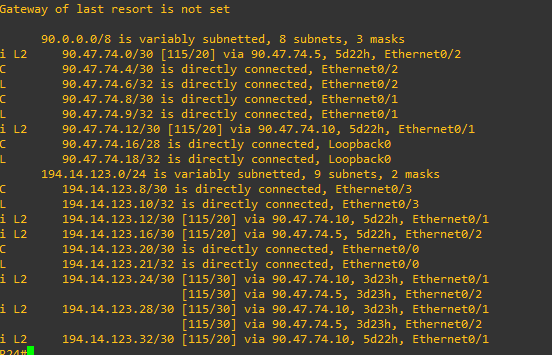 Gateway of last resort is not set
90.0.0.0/8 is variably subnetted, 8 subnets, 3 masks
i L2 90.47.74.0/30 [115/20] via 90.47.74.5, 5d22h, Ethernet0/2
C 90.47.74.4/30 is directly connected, Ethernet0/2
L 90.47.74.6/32 is directly connected, Ethernet0/2
C 90.47.74.8/30 is directly connected, Ethernet0/1
L 90.47.74.9/32 is directly connected, Ethernet0/1
i L2 90.47.74.12/30 [115/20] via 90.47.74.10, 5d22h, Ethernet0/1
C 90.47.74.16/28 is directly connected, Loopback0
L 90.47.74.18/32 is directly connected, Loopback0
194.14.123.0/24 is variably subnetted, 9 subnets, 2 masks
C 194.14.123.8/30 is directly connected, Ethernet0/3
L 194.14.123.10/32 is directly connected, Ethernet0/3
i L2 194.14.123.12/30 [115/20] via 90.47.74.10, 5d22h, Ethernet0/1
i L2 194.14.123.16/30 [115/20] via 90.47.74.5, 5d22h, Ethernet0/2
C 194.14.123.20/30 is directly connected, Ethernet0/0
L 194.14.123.21/32 is directly connected, Ethernet0/0
i L2 194.14.123.24/30 [115/30] via 90.47.74.10, 3d23h, Ethernet0/1
[115/30] via 90.47.74.5, 3d23h, Ethernet0/2
i L2 194.14.123.28/30 [115/30] via 90.47.74.10, 3d23h, Ethernet0/1
[115/30] via 90.47.74.5, 3d23h, Ethernet0/2
i L2 194.14.123.32/30 [115/20] via 90.47.74.5, 5d22h, Ethernet0/2
R24#